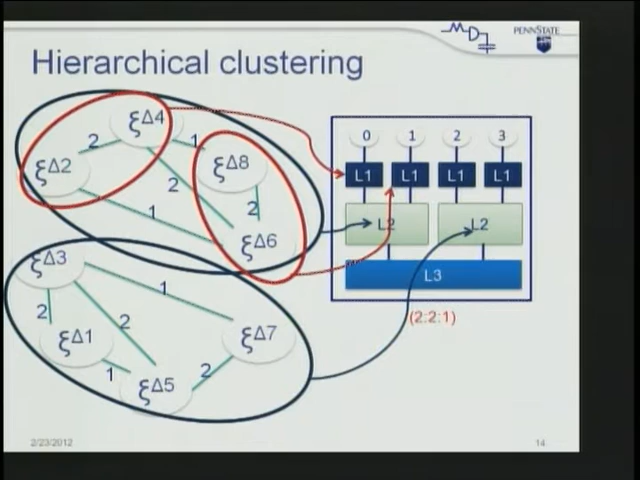 PENNSTATE
Hierarchical clustering
ξΔ4
2
1
ξΔ2
ξΔ8
2
1
2
ξΔ6
ξΔ3
1
2
2
ξΔ7
ξΔ1
1
ξΔ5
2
0 1 2 3
L1 L1 L1 L1
L2 L2
L3
(2:2:1)
2/23/2012
14